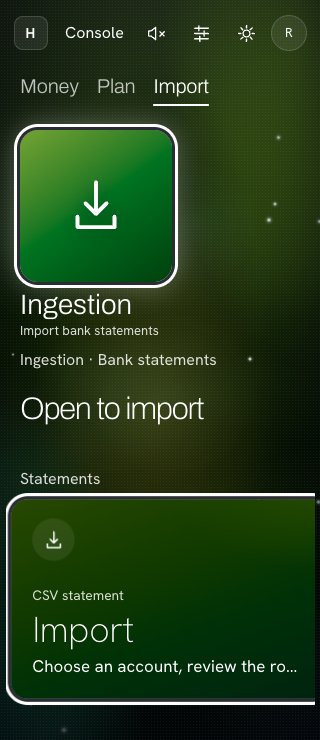 H Console R
Money Plan Import
Ingestion
Import bank statements
Ingestion · Bank statements
Open to import
Statements
CSV statement
Import
Choose an account, review the ro...